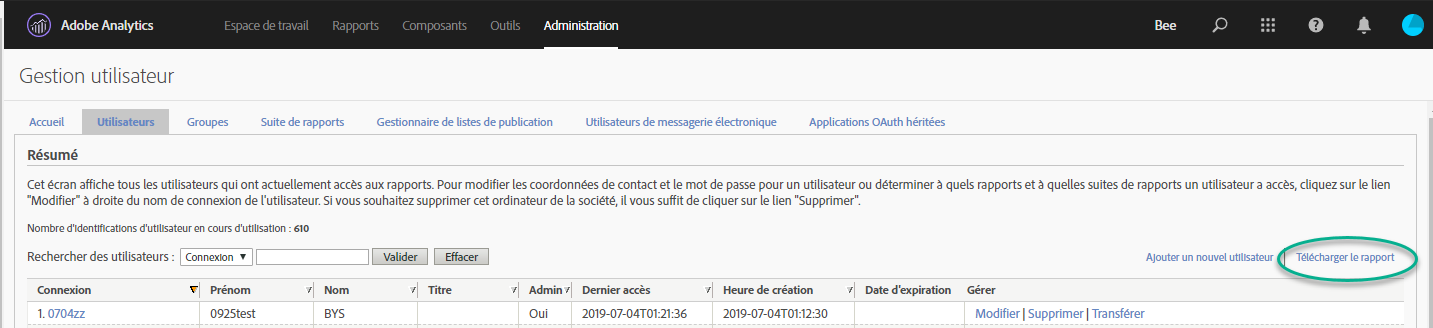 Adobe Analytics Espace de travail Rapports Composants Outils Administration Bee
Gestion utilisateur
Accueil Utilisateurs Groupes Suite de rapports Gestionnaire de listes de publication Utilisateurs de messagerie électronique Applications OAuth héritées
Résumé
Cet écran affiche tous les utilisateurs qui ont actuellement accès aux rapports. Pour modifier les coordonnées de contact et le mot de passe pour un utilisateur ou déterminer à quels rapports et à quelles suites de rapports un utilisateur a accès, cliquez sur le lien
"Modifier" à droite du nom de connexion de l'utilisateur. Si vous souhaitez supprimer cet ordinateur de la société, il vous suffit de cliquer sur le lien "Supprimer".
Nombre d'identifications d'utilisateur en cours d'utilisation : 610
Rechercher des utilisateurs : Connexion Valider Effacer Ajouter un nouvel utilisateur | Télécharger le rapport
Connexion Prénom Nom Titre Admin Dernier accès Heure de création Date d'expiration Gérer
1. 0704zz 0925test BYS Oui 2019-07-04T01:21:36 2019-07-04T01:12:30 Modifier | Supprimer | Transférer